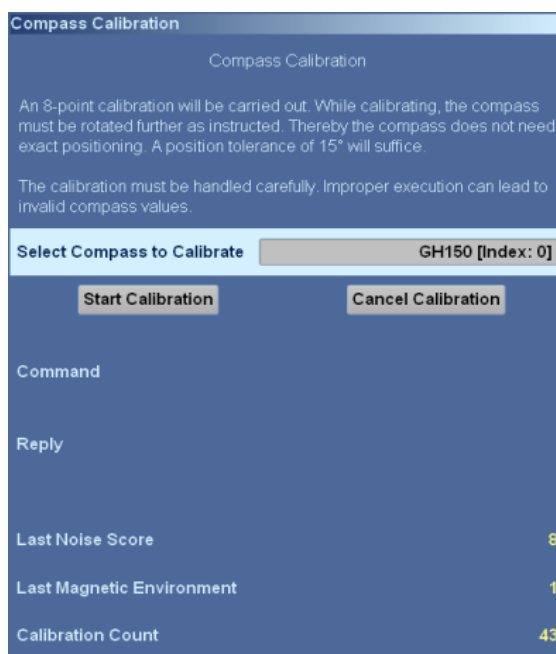 Compass Calibration
Compass Calibration
An 8-point calibration will be carried out. While calibrating, the compass
must be rotated further as instructed. Thereby the compass does not need
exact positioning. A position tolerance of 15° will suffice.
The calibration must be handled carefully. Improper execution can lead to
invalid compass values.
Select Compass to Calibrate GH150 [Index: 0]
Start Calibration Cancel Calibration
Command
Reply
Last Noise Score 8
Last Magnetic Environment 1
Calibration Count 43